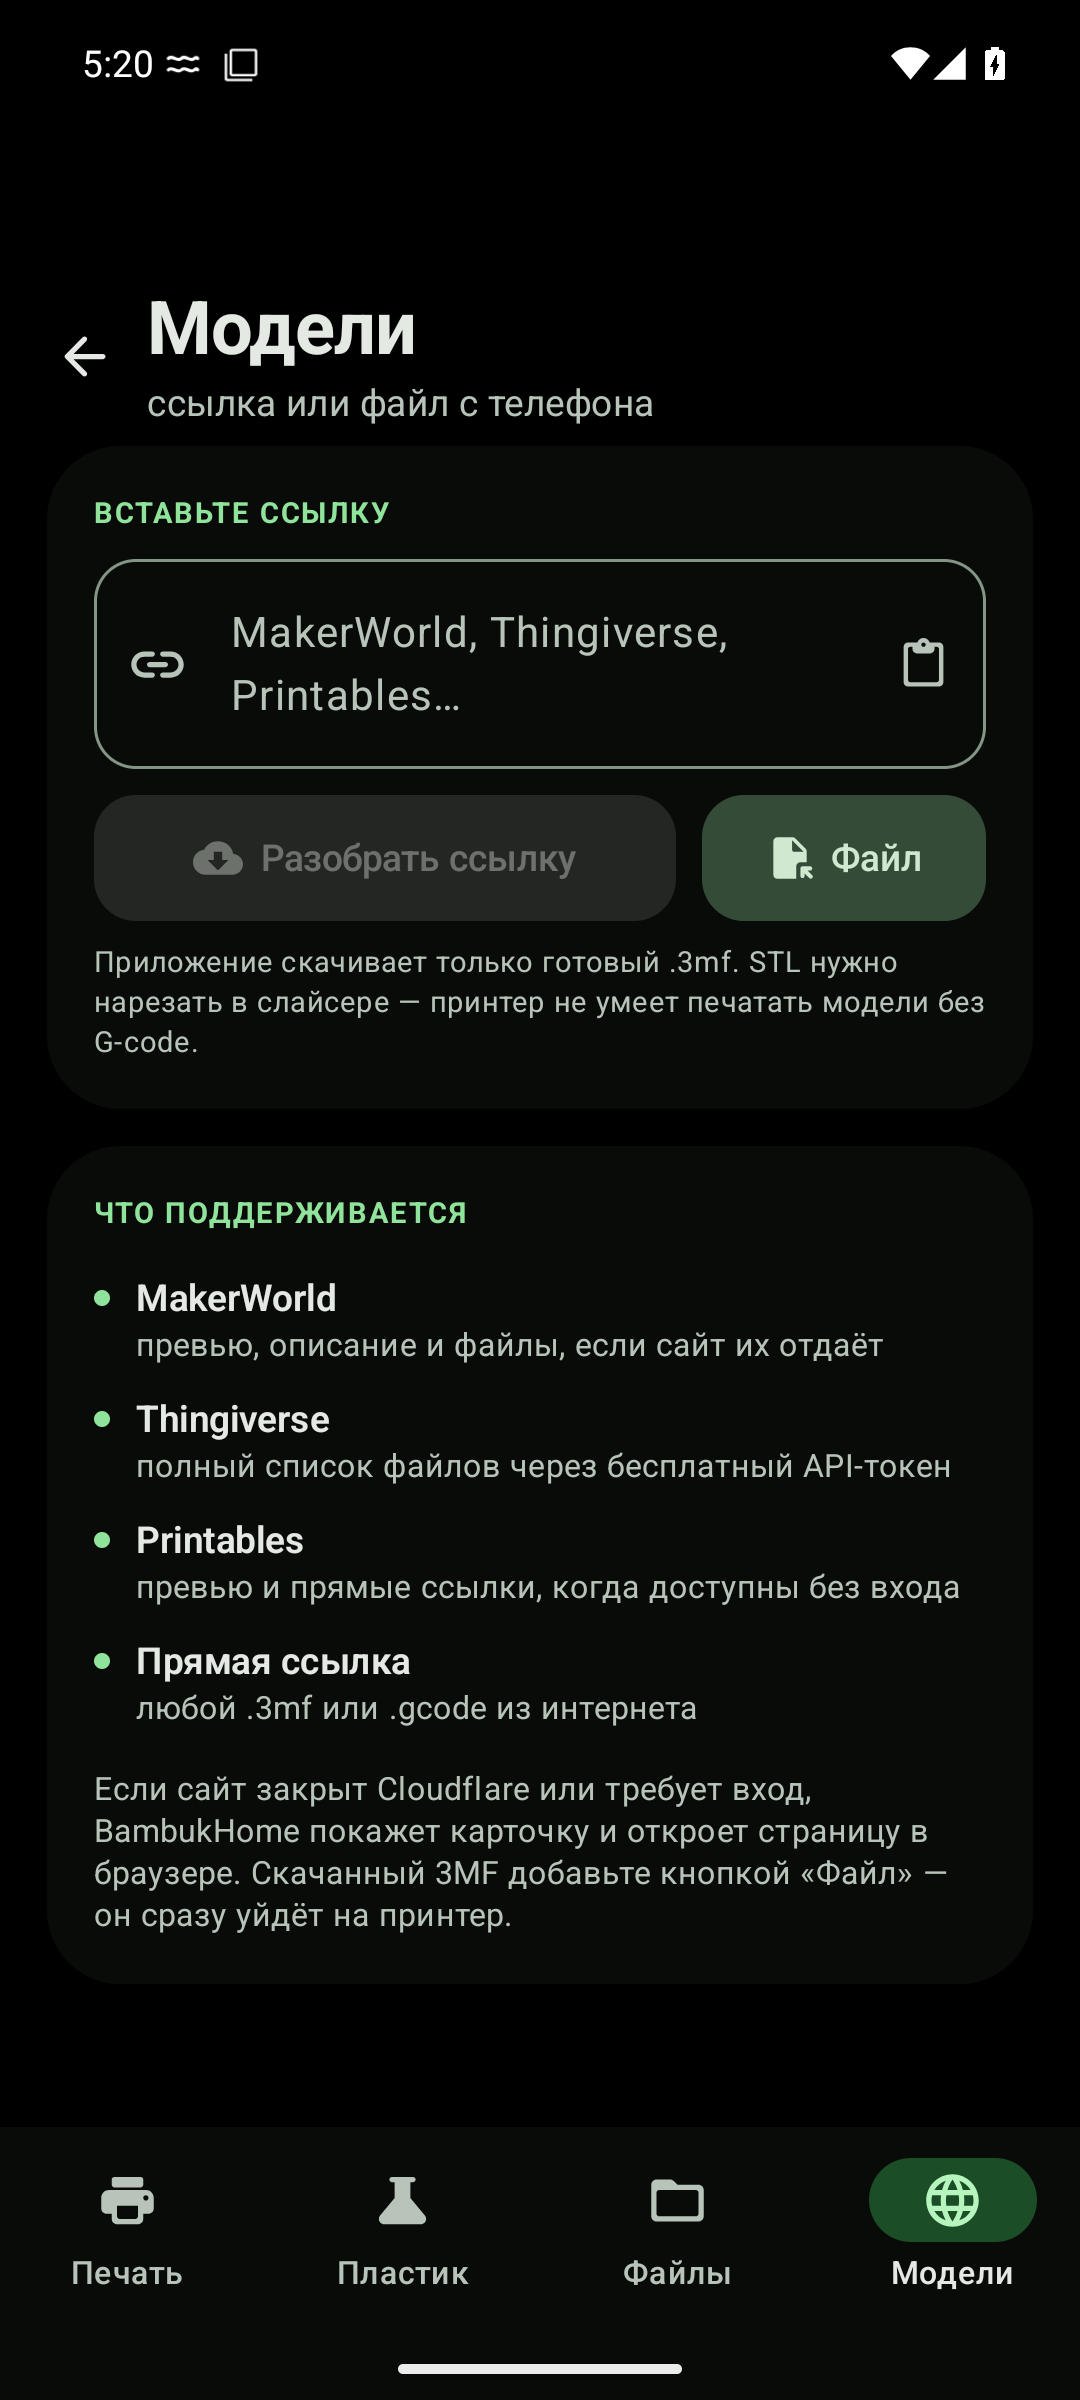 5:20
Модели
ссылка или файл с телефона
ВСТАВЬТЕ ССЫЛКУ
MakerWorld, Thingiverse,
Printables…
Разобрать ссылку
Файл
Приложение скачивает только готовый .3mf. STL нужно
нарезать в слайсере — принтер не умеет печатать модели без
G-code.
ЧТО ПОДДЕРЖИВАЕТСЯ
MakerWorld
превью, описание и файлы, если сайт их отдаёт
Thingiverse
полный список файлов через бесплатный API-токен
Printables
превью и прямые ссылки, когда доступны без входа
Прямая ссылка
любой .3mf или .gcode из интернета
Если сайт закрыт Cloudflare или требует вход,
BambukHome покажет карточку и откроет страницу в
браузере. Скачанный 3MF добавьте кнопкой «Файл» —
он сразу уйдёт на принтер.
Печать
Пластик
Файлы
Модели